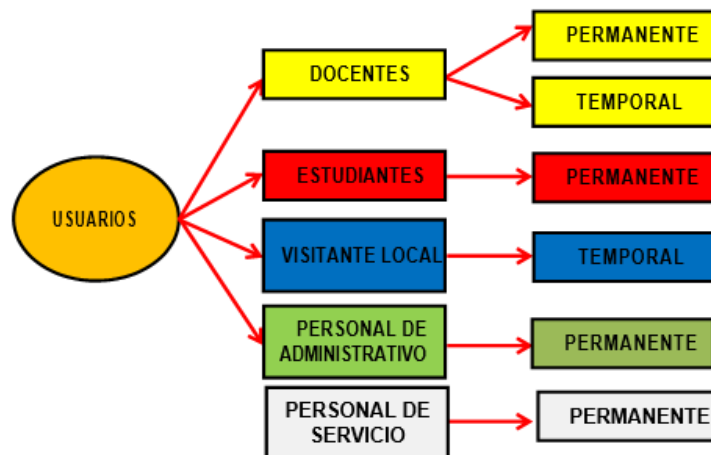 USUARIOS
DOCENTES
PERMANENTE
TEMPORAL
ESTUDIANTES
PERMANENTE
VISITANTE LOCAL
TEMPORAL
PERSONAL DE
ADMINISTRATIVO
PERMANENTE
PERSONAL DE
SERVICIO
PERMANENTE